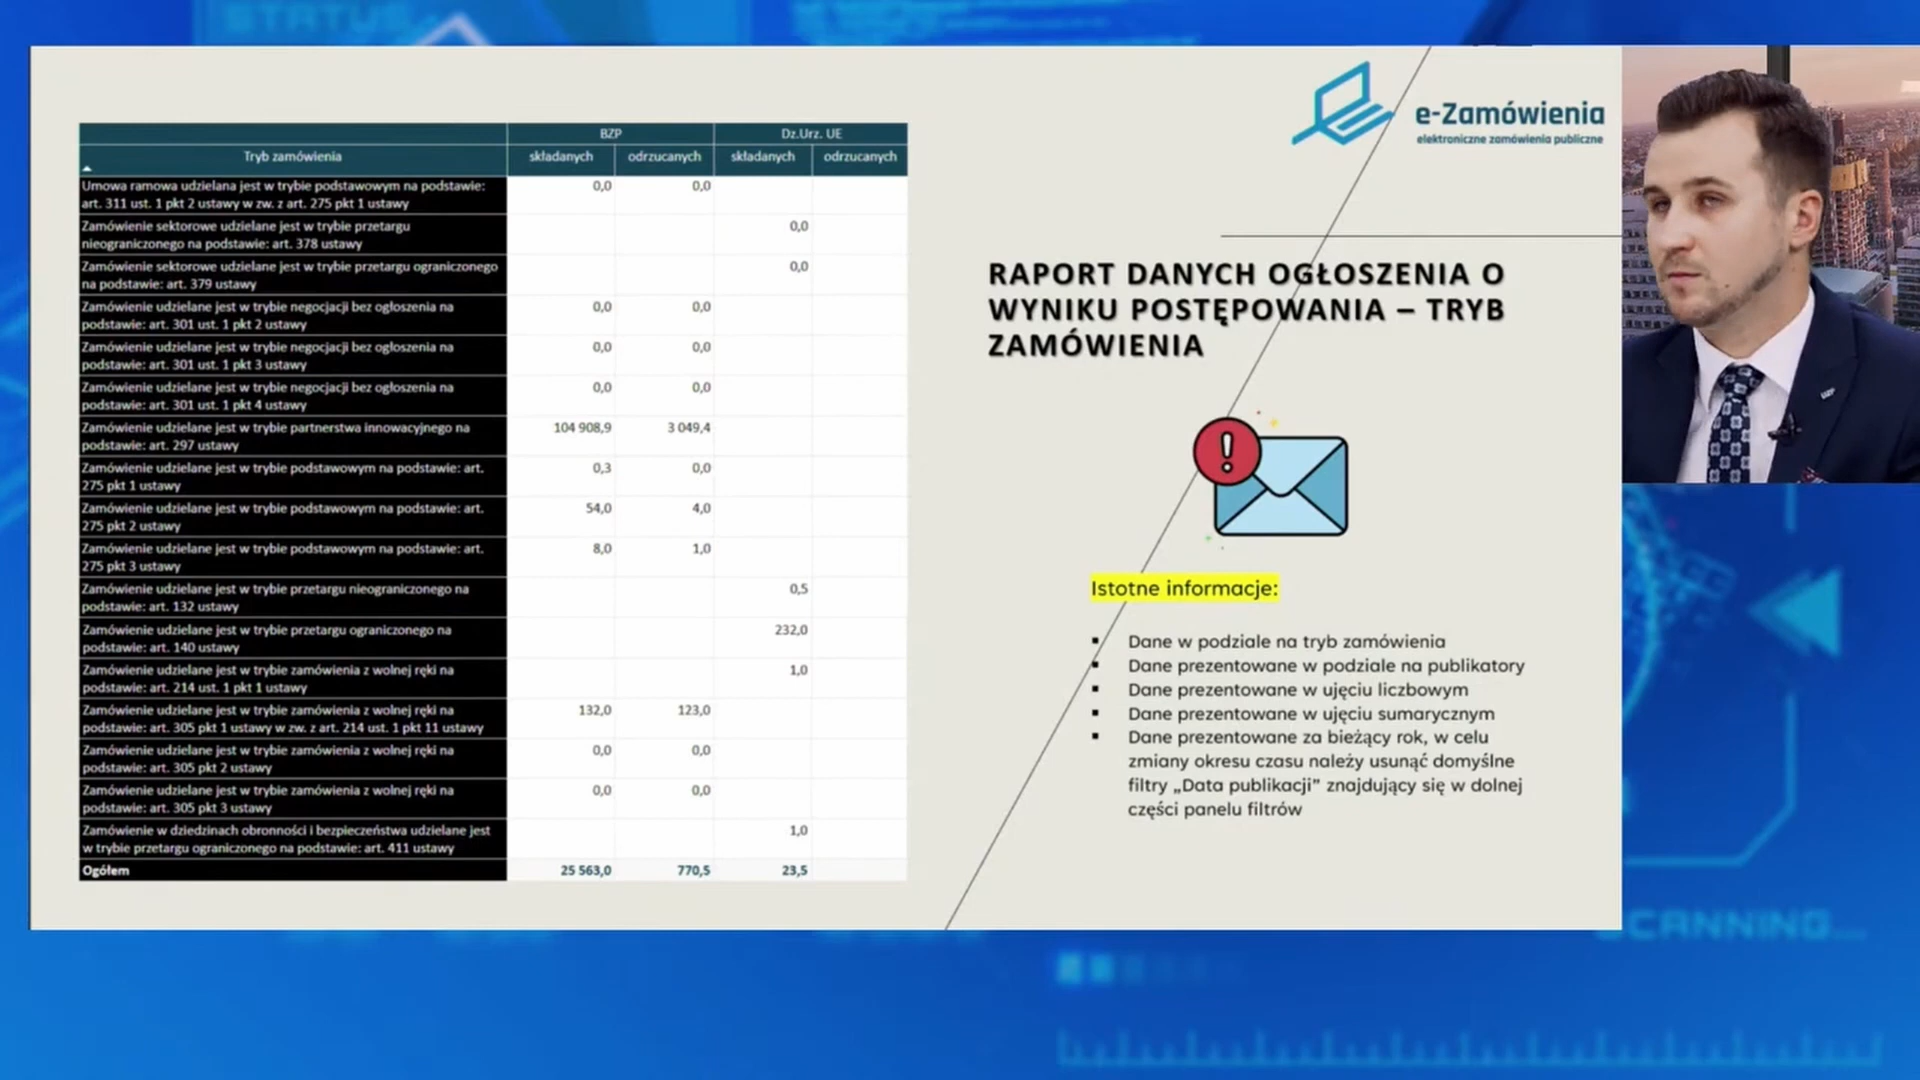 STATUS
e-Zamówienia
elektroniczne zamówienia publiczne
BZP Dz.Urz. UE
Tryb zamówienia składanych odrzucanych składanych odrzucanych
Umowa ramowa udzielana jest w trybie podstawowym na podstawie: 0,0 0,0
art. 311 ust. 1 pkt 2 ustawy w zw. z art. 275 pkt 1 ustawy
Zamówienie sektorowe udzielane jest w trybie przetargu 0,0
nieograniczonego na podstawie: art. 378 ustawy
Zamówienie sektorowe udzielane jest w trybie przetargu ograniczonego 0,0
na podstawie: art. 379 ustawy
Zamówienie udzielane jest w trybie negocjacji bez ogłoszenia na 0,0 0,0
podstawie: art. 301 ust. 1 pkt 2 ustawy
Zamówienie udzielane jest w trybie negocjacji bez ogłoszenia na 0,0 0,0
podstawie: art. 301 ust. 1 pkt 3 ustawy
Zamówienie udzielane jest w trybie negocjacji bez ogłoszenia na 0,0 0,0
podstawie: art. 301 ust. 1 pkt 4 ustawy
Zamówienie udzielane jest w trybie partnerstwa innowacyjnego na 104 908,9 3 049,4
podstawie: art. 297 ustawy
Zamówienie udzielane jest w trybie podstawowym na podstawie: art. 0,3 0,0
275 pkt 1 ustawy
Zamówienie udzielane jest w trybie podstawowym na podstawie: art. 54,0 4,0
275 pkt 2 ustawy
Zamówienie udzielane jest w trybie podstawowym na podstawie: art. 8,0 1,0
275 pkt 3 ustawy
Zamówienie udzielane jest w trybie przetargu nieograniczonego na 0,5
podstawie: art. 132 ustawy
Zamówienie udzielane jest w trybie przetargu ograniczonego na 232,0
podstawie: art. 140 ustawy
Zamówienie udzielane jest w trybie zamówienia z wolnej ręki na 1,0
podstawie: art. 214 ust. 1 pkt 1 ustawy
Zamówienie udzielane jest w trybie zamówienia z wolnej ręki na 132,0 123,0
podstawie: art. 305 pkt 1 ustawy w zw. z art. 214 ust. 1 pkt 11 ustawy
Zamówienie udzielane jest w trybie zamówienia z wolnej ręki na 0,0 0,0
podstawie: art. 305 pkt 2 ustawy
Zamówienie udzielane jest w trybie zamówienia z wolnej ręki na 0,0 0,0
podstawie: art. 305 pkt 3 ustawy
Zamówienie w dziedzinach obronności i bezpieczeństwa udzielane jest 1,0
w trybie przetargu ograniczonego na podstawie: art. 411 ustawy
Ogółem 25 563,0 770,5 23,5
RAPORT DANYCH OGŁOSZENIA O
WYNIKU POSTĘPOWANIA – TRYB
ZAMÓWIENIA
Istotne informacje:
▪ Dane w podziale na tryb zamówienia
▪ Dane prezentowane w podziale na publikatory
▪ Dane prezentowane w ujęciu liczbowym
▪ Dane prezentowane w ujęciu sumarycznym
▪ Dane prezentowane za bieżący rok, w celu
zmiany okresu czasu należy usunąć domyślne
filtry „Data publikacji” znajdujący się w dolnej
części panelu filtrów
UZP
SCANNING...